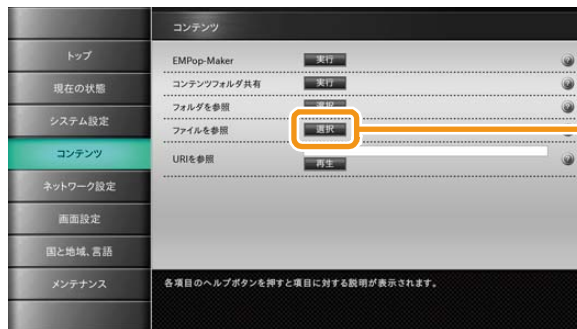 コンテンツ
トップ
現在の状態
システム設定
コンテンツ
ネットワーク設定
画面設定
国と地域、言語
メンテナンス
EMPop-Maker 実行
コンテンツフォルダ共有 実行
フォルダを参照 選択
ファイルを参照 選択
URIを参照
再生
各項目のヘルプボタンを押すと項目に対する説明が表示されます。